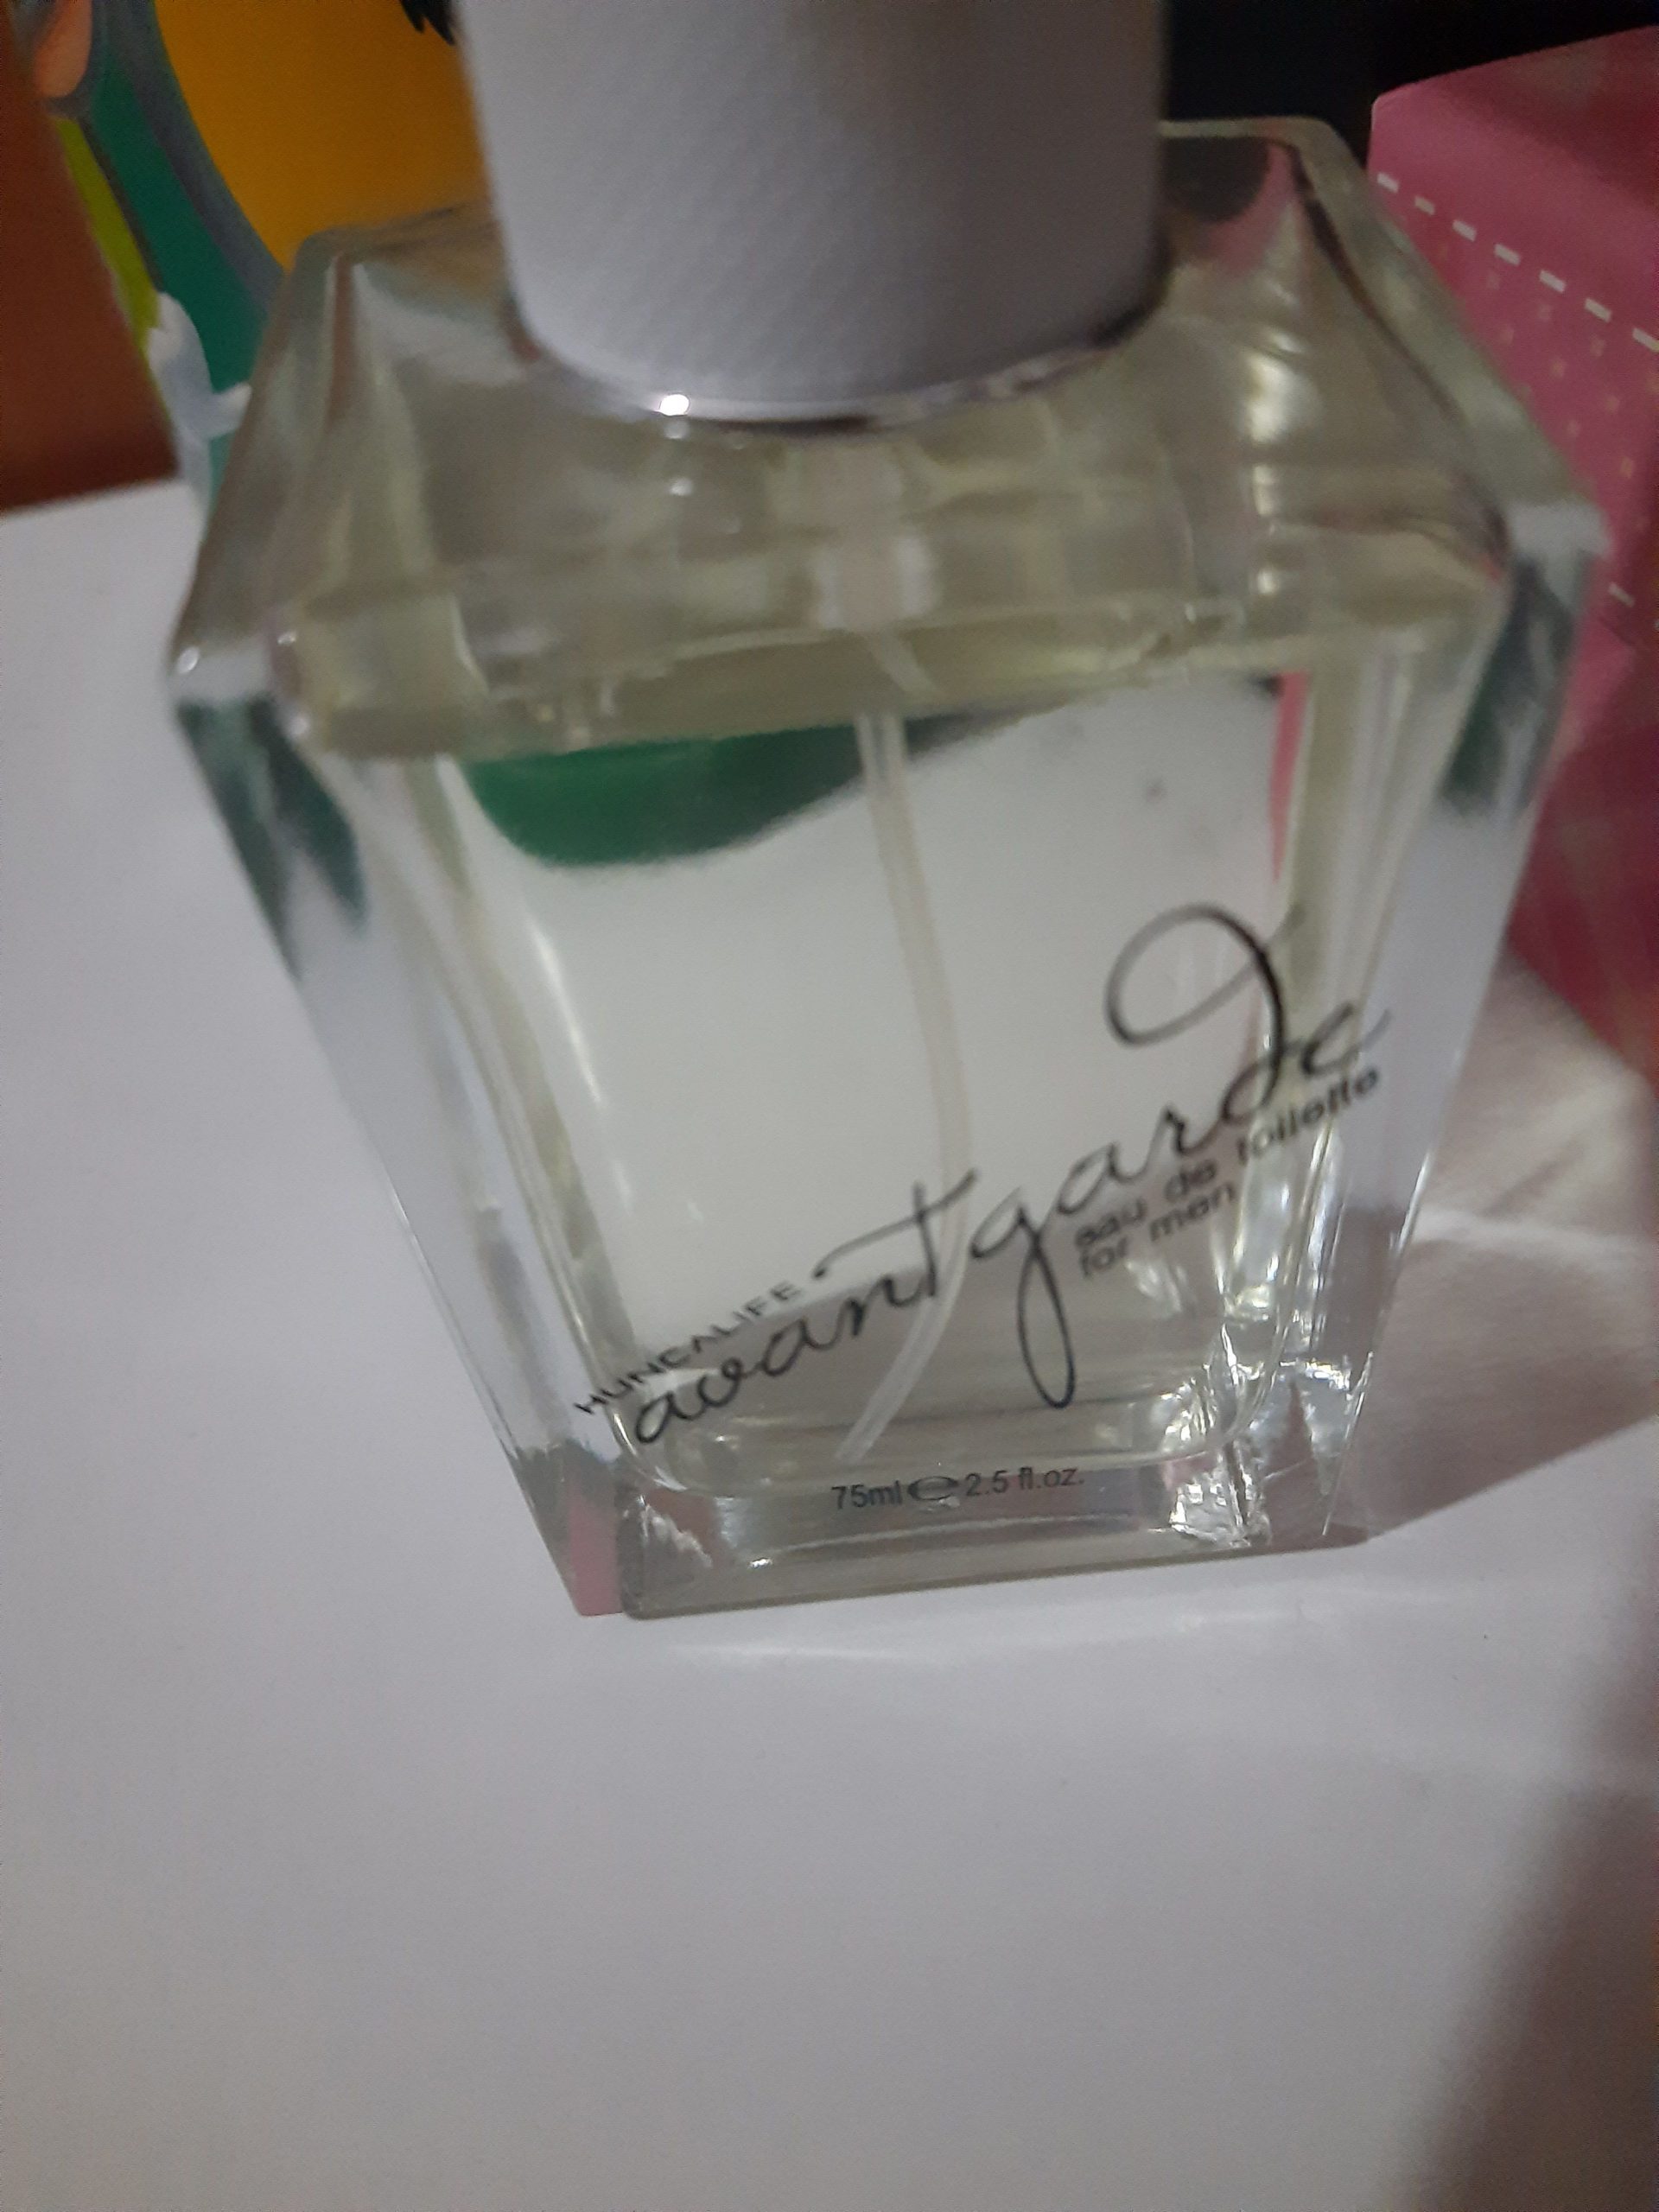 HUNCALIFE
avantgarde
eau de toilette
for men
75ml ℮ 2.5 fl.oz.